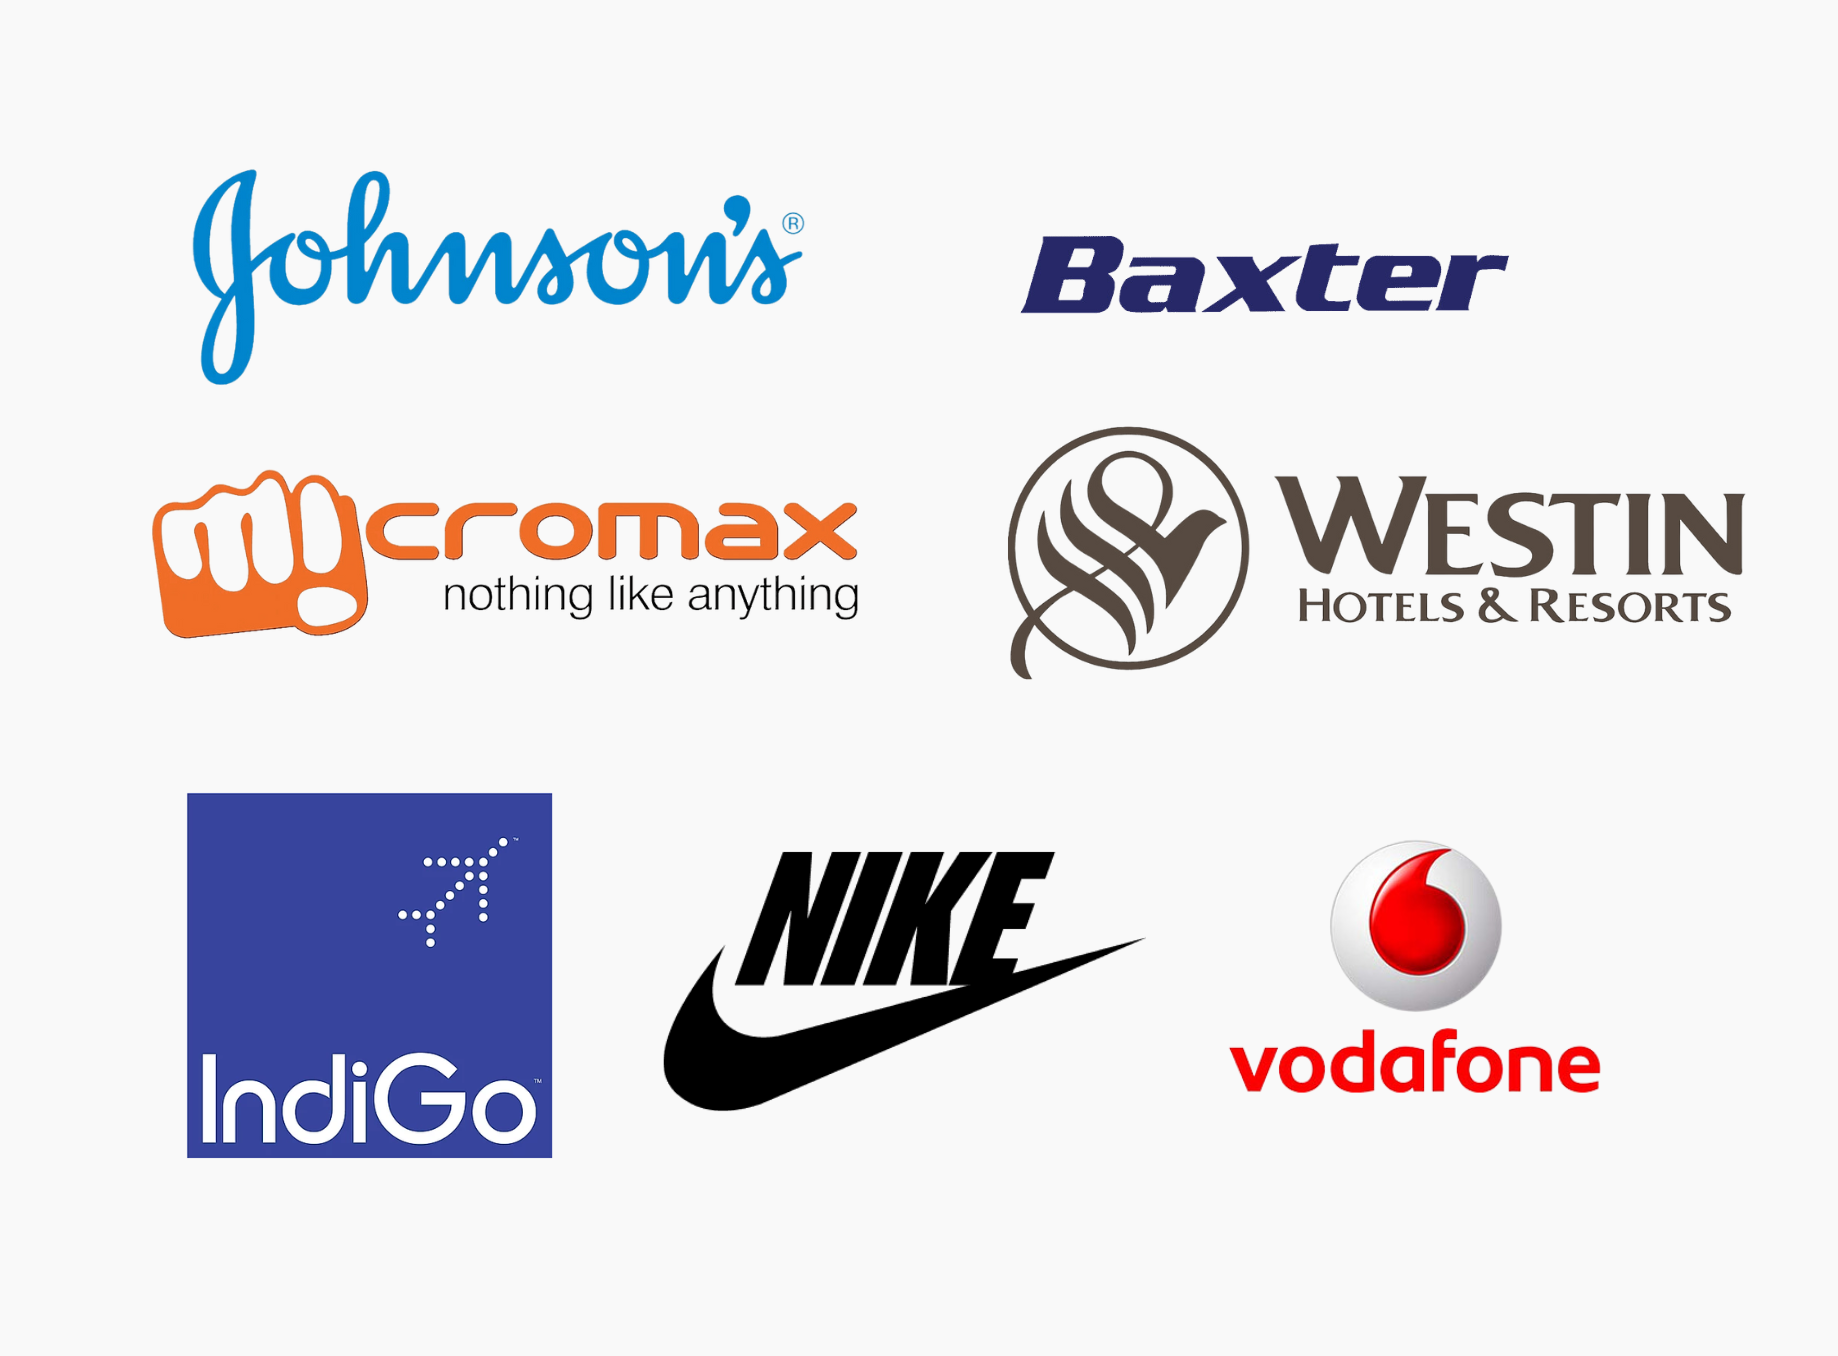 Johnson's®
Baxter
micromax
nothing like anything
WESTIN
HOTELS & RESORTS
IndiGo™
NIKE
vodafone